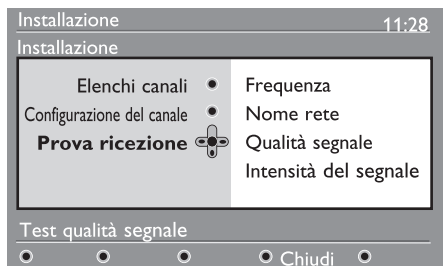 Installazione 11:28
Installazione
Elenchi canali
Configurazione del canale
Prova ricezione
Frequenza
Nome rete
Qualità segnale
Intensità del segnale
Test qualità segnale
Chiudi